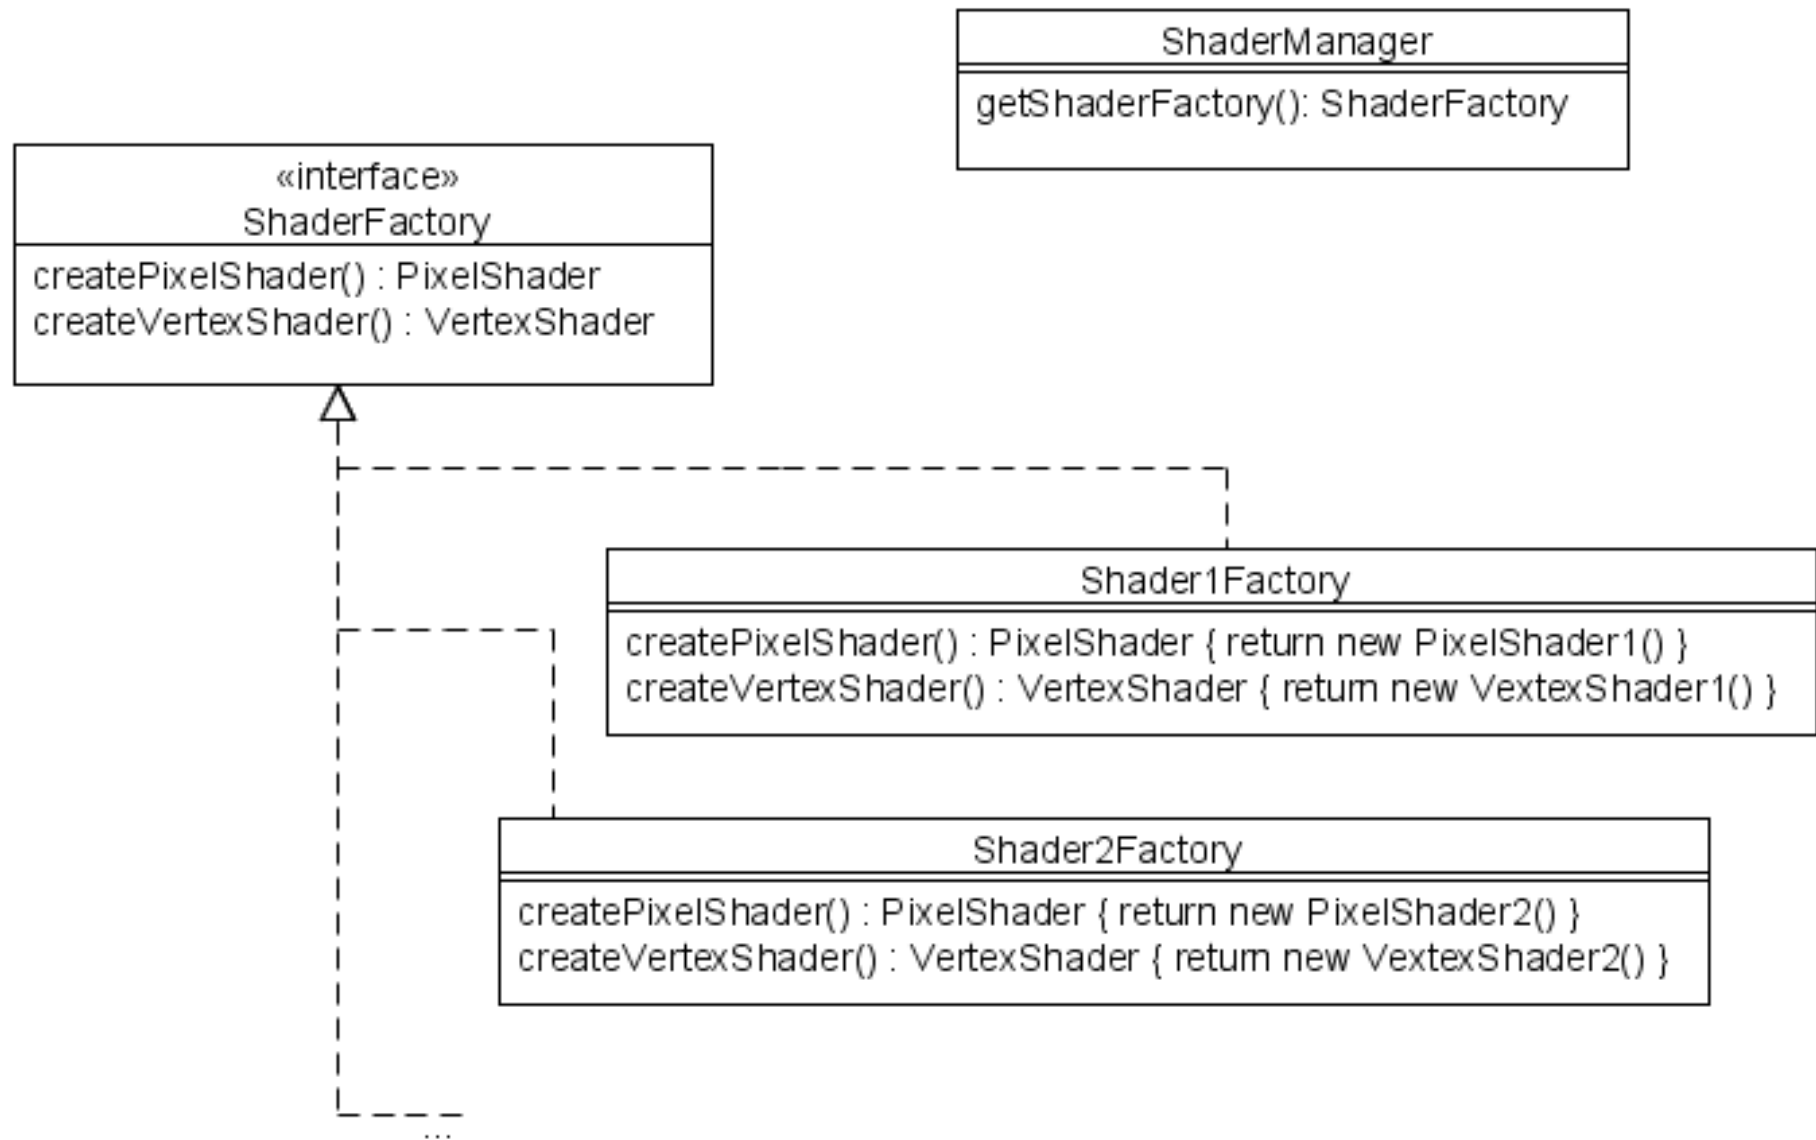 ShaderManager
getShaderFactory(): ShaderFactory
«interface»
ShaderFactory
createPixelShader() : PixelShader
createVertexShader() : VertexShader
Shader1Factory
createPixelShader() : PixelShader { return new PixelShader1() }
createVertexShader() : VertexShader { return new VextexShader1() }
Shader2Factory
createPixelShader() : PixelShader { return new PixelShader2() }
createVertexShader() : VertexShader { return new VextexShader2() }
...